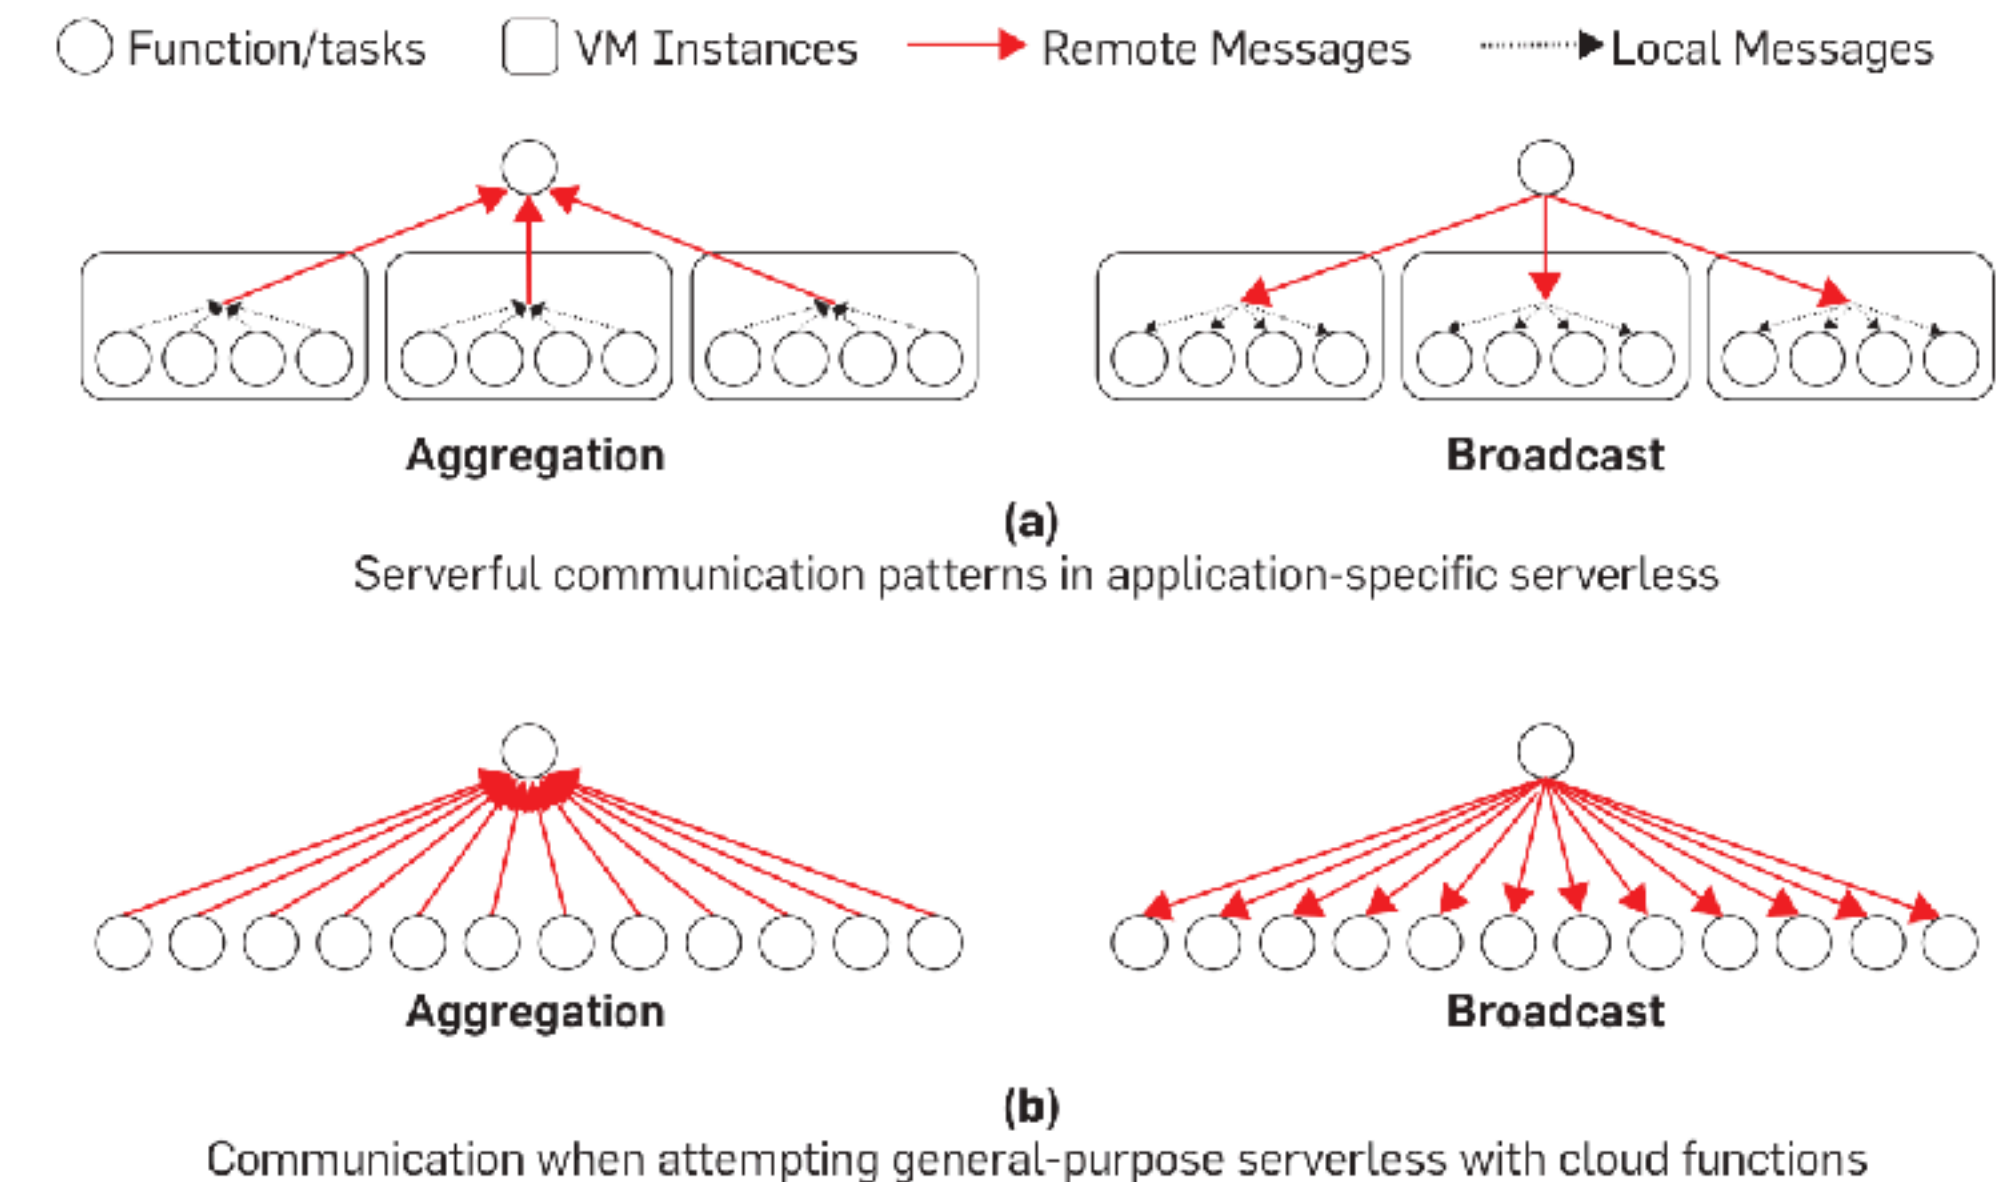 Function/tasks VM Instances Remote Messages Local Messages
Aggregation Broadcast
(a)
Serverful communication patterns in application-specific serverless
Aggregation Broadcast
(b)
Communication when attempting general-purpose serverless with cloud functions